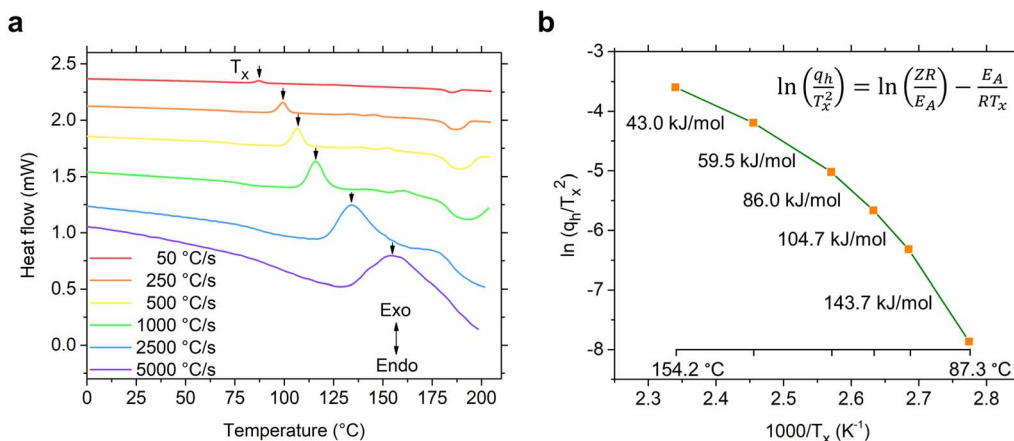 a
2.5
2.0
1.5
1.0
0.5
0.0
Heat flow (mW)
Tx
50 °C/s
250 °C/s
500 °C/s
1000 °C/s
2500 °C/s
5000 °C/s
Exo
Endo
0 25 50 75 100 125 150 175 200
Temperature (°C)
b
-3
-4
-5
-6
-7
-8
ln (qh/Tx²)
ln(qh/Tx²) = ln(ZR/EA) − EA/RTx
43.0 kJ/mol
59.5 kJ/mol
86.0 kJ/mol
104.7 kJ/mol
143.7 kJ/mol
154.2 °C 87.3 °C
2.3 2.4 2.5 2.6 2.7 2.8
1000/Tx (K⁻¹)